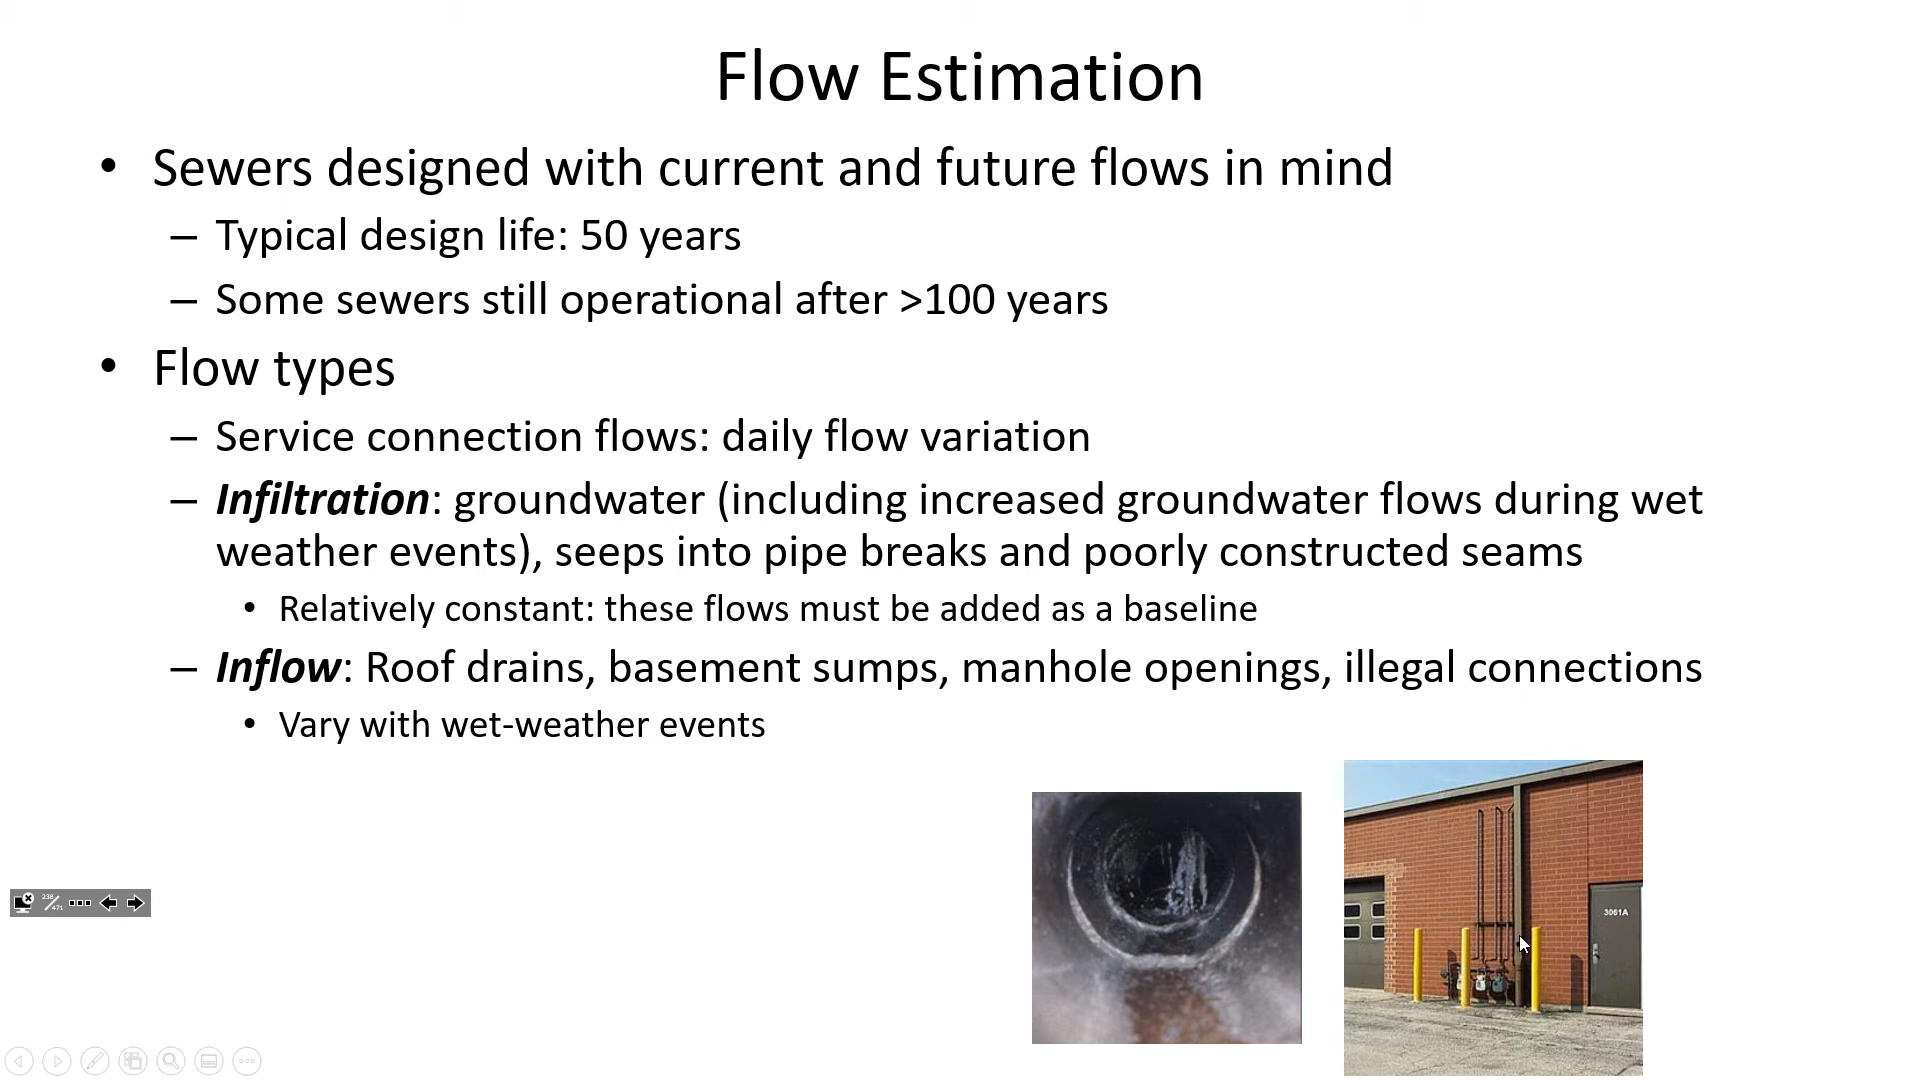 Flow Estimation
• Sewers designed with current and future flows in mind
– Typical design life: 50 years
– Some sewers still operational after >100 years
• Flow types
– Service connection flows: daily flow variation
– Infiltration: groundwater (including increased groundwater flows during wet
weather events), seeps into pipe breaks and poorly constructed seams
• Relatively constant: these flows must be added as a baseline
– Inflow: Roof drains, basement sumps, manhole openings, illegal connections
• Vary with wet-weather events
3061A
238/471